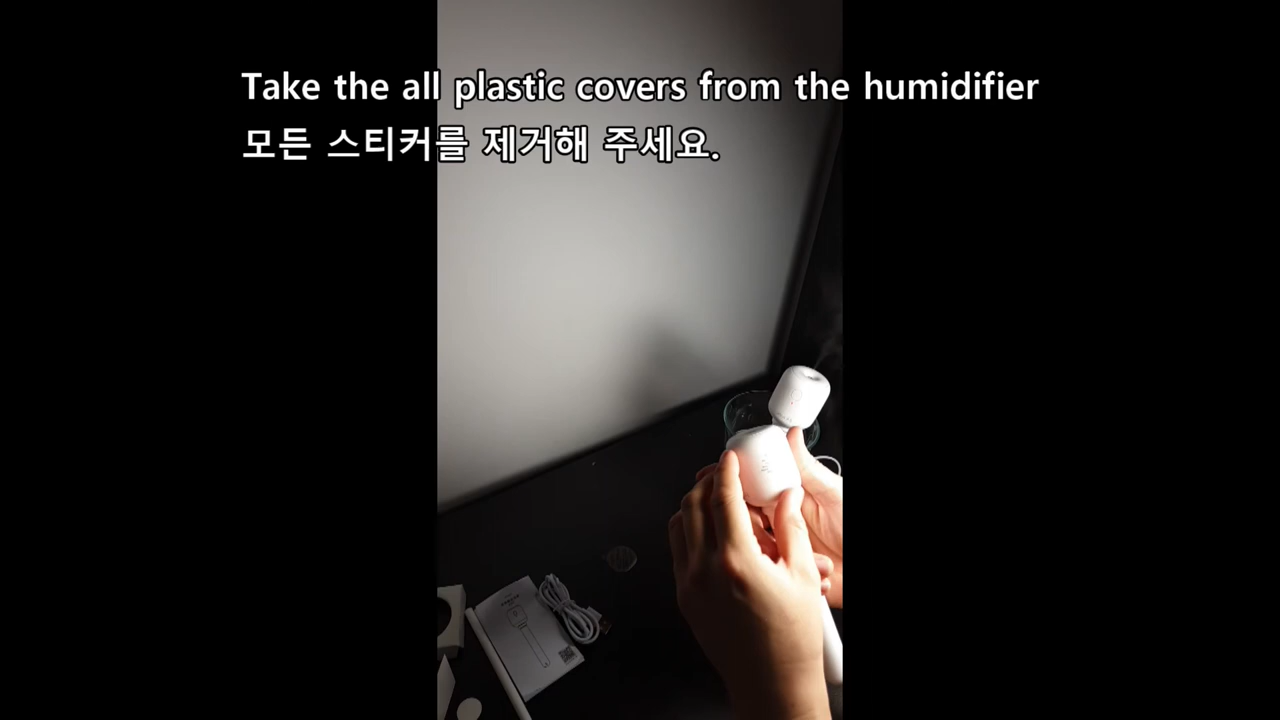 Take the all plastic covers from the humidifier
모든 스티커를 제거해 주세요.